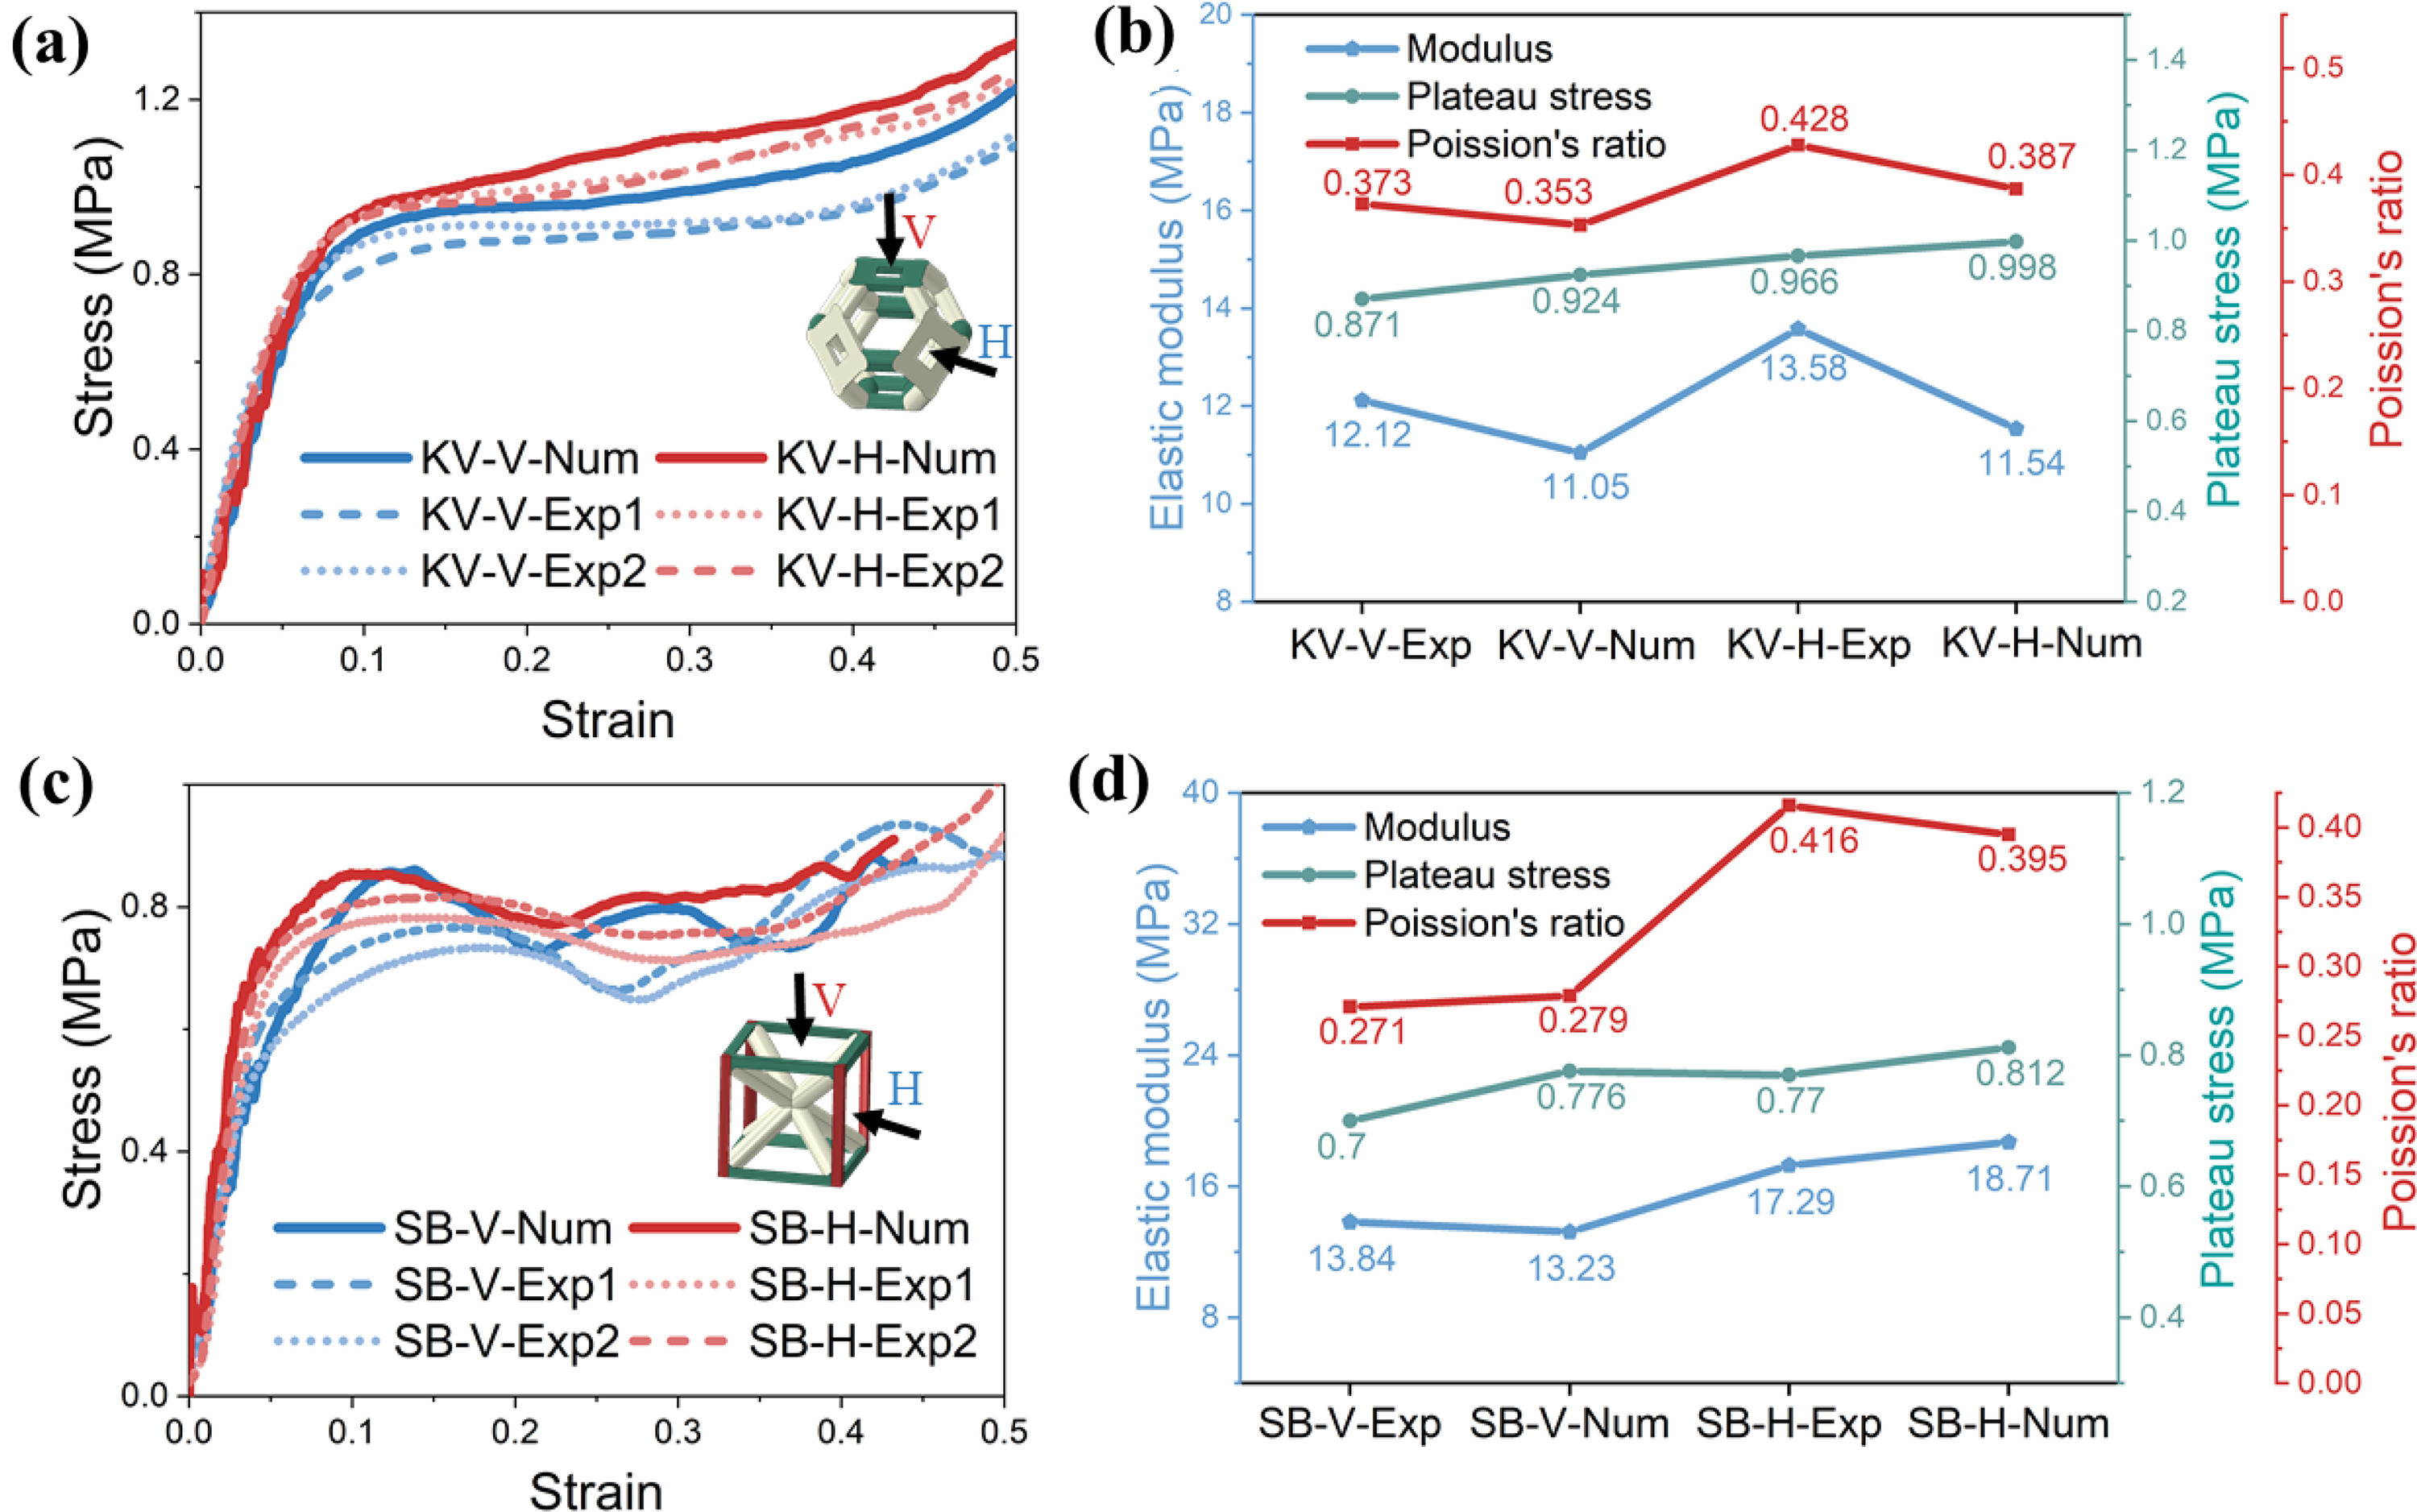 (a)
Stress (MPa)
1.2
0.8
0.4
0.0
V
H
KV-V-Num
KV-H-Num
KV-V-Exp1
KV-H-Exp1
KV-V-Exp2
KV-H-Exp2
0.0 0.1 0.2 0.3 0.4 0.5
Strain
(b)
Elastic modulus (MPa)
20
18
16
14
12
10
8
Modulus
Plateau stress
Poission's ratio
0.373
0.353
0.428
0.387
0.871
0.924
0.966
0.998
12.12
11.05
13.58
11.54
KV-V-Exp KV-V-Num KV-H-Exp KV-H-Num
1.4
1.2
1.0
0.8
0.6
0.4
0.2
Plateau stress (MPa)
0.5
0.4
0.3
0.2
0.1
0.0
Poission's ratio
(c)
Stress (MPa)
0.8
0.4
0.0
V
H
SB-V-Num
SB-H-Num
SB-V-Exp1
SB-H-Exp1
SB-V-Exp2
SB-H-Exp2
0.0 0.1 0.2 0.3 0.4 0.5
Strain
(d)
Elastic modulus (MPa)
40
32
24
16
8
Modulus
Plateau stress
Poission's ratio
0.271
0.279
0.416
0.395
0.7
0.776
0.77
0.812
13.84
13.23
17.29
18.71
SB-V-Exp SB-V-Num SB-H-Exp SB-H-Num
1.2
1.0
0.8
0.6
0.4
Plateau stress (MPa)
0.40
0.35
0.30
0.25
0.20
0.15
0.10
0.05
0.00
Poission's ratio